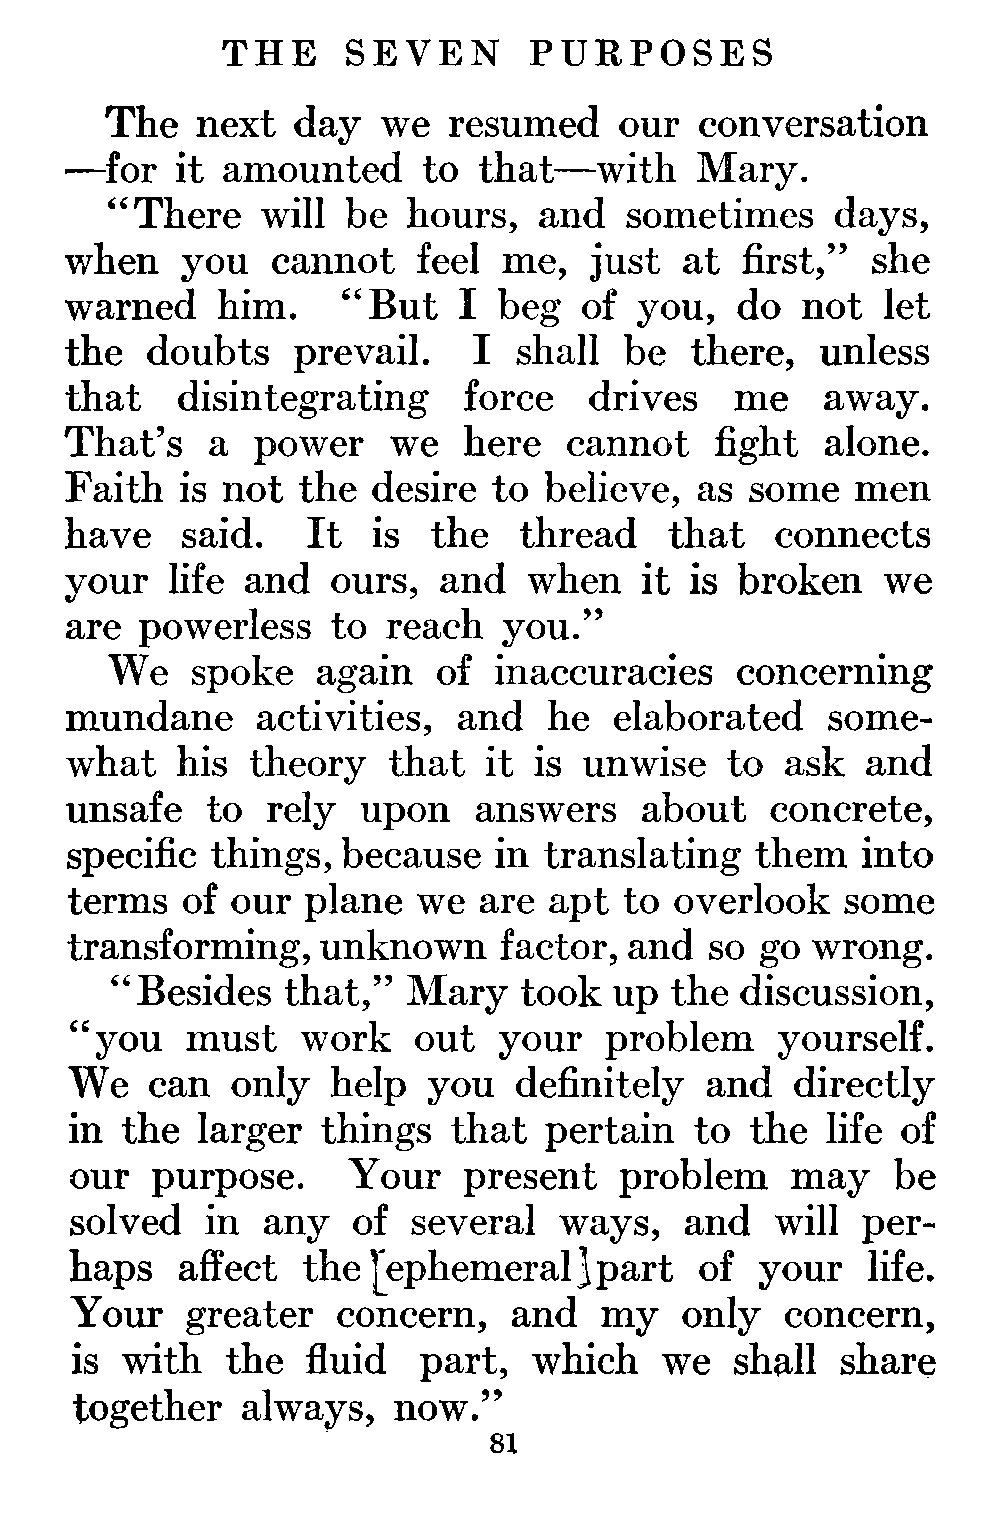 THE SEVEN PURPOSES
The next day we resumed our conversation
—for it amounted to that—with Mary.
“There will be hours, and sometimes days,
when you cannot feel me, just at first,” she
warned him. “But I beg of you, do not let
the doubts prevail. I shall be there, unless
that disintegrating force drives me away.
That’s a power we here cannot fight alone.
Faith is not the desire to believe, as some men
have said. It is the thread that connects
your life and ours, and when it is broken we
are powerless to reach you.”
We spoke again of inaccuracies concerning
mundane activities, and he elaborated some-
what his theory that it is unwise to ask and
unsafe to rely upon answers about concrete,
specific things, because in translating them into
terms of our plane we are apt to overlook some
transforming, unknown factor, and so go wrong.
“Besides that,” Mary took up the discussion,
“you must work out your problem yourself.
We can only help you definitely and directly
in the larger things that pertain to the life of
our purpose. Your present problem may be
solved in any of several ways, and will per-
haps affect the [ephemeral] part of your life.
Your greater concern, and my only concern,
is with the fluid part, which we shall share
together always, now.”
81